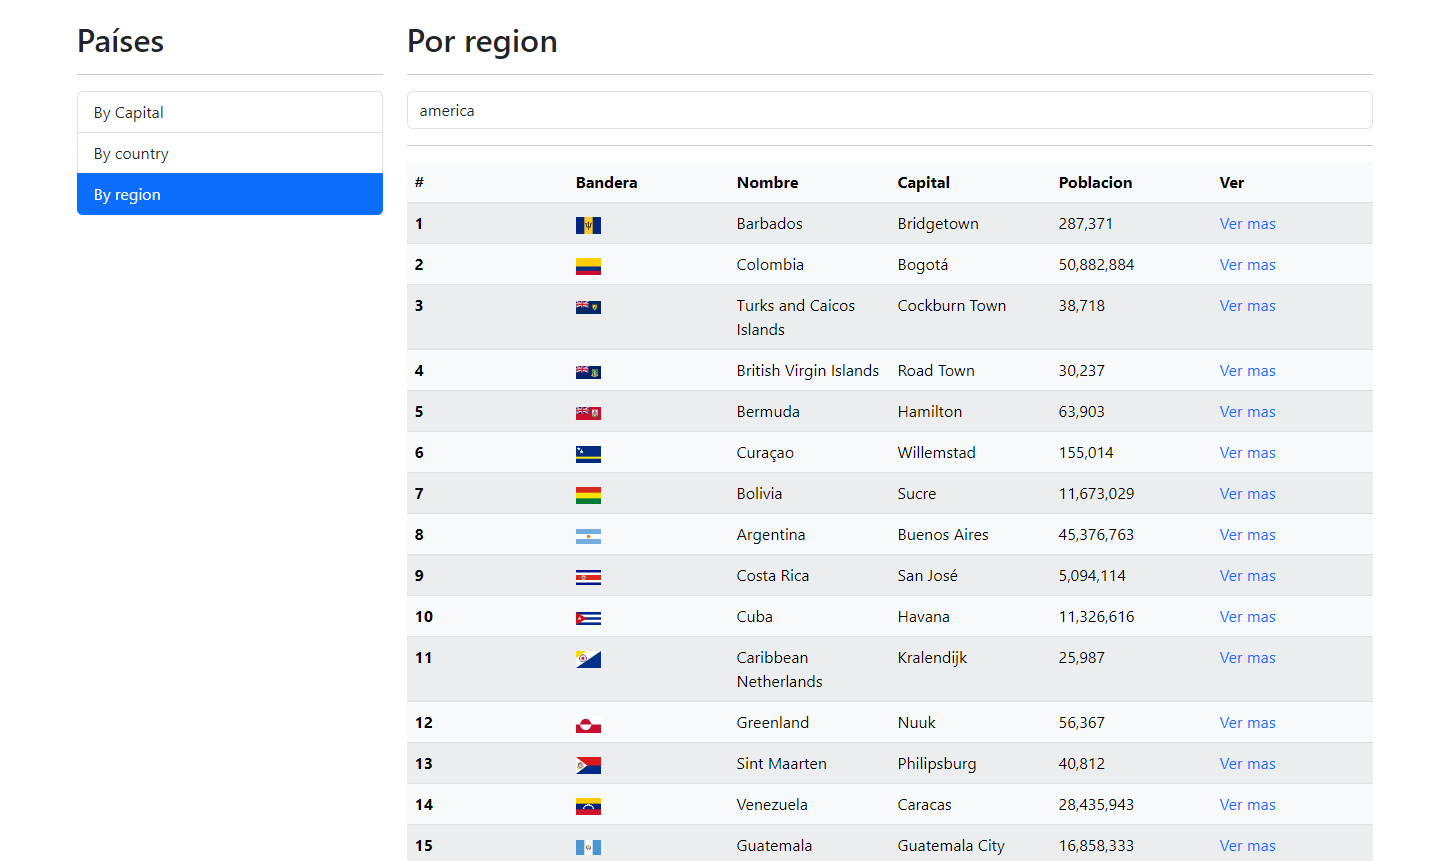 Países
By Capital
By country
By region
Por region
america
# Bandera Nombre Capital Poblacion Ver
1 Barbados Bridgetown 287,371 Ver mas
2 Colombia Bogotá 50,882,884 Ver mas
3 Turks and Caicos Islands Cockburn Town 38,718 Ver mas
4 British Virgin Islands Road Town 30,237 Ver mas
5 Bermuda Hamilton 63,903 Ver mas
6 Curaçao Willemstad 155,014 Ver mas
7 Bolivia Sucre 11,673,029 Ver mas
8 Argentina Buenos Aires 45,376,763 Ver mas
9 Costa Rica San José 5,094,114 Ver mas
10 Cuba Havana 11,326,616 Ver mas
11 Caribbean Netherlands Kralendijk 25,987 Ver mas
12 Greenland Nuuk 56,367 Ver mas
13 Sint Maarten Philipsburg 40,812 Ver mas
14 Venezuela Caracas 28,435,943 Ver mas
15 Guatemala Guatemala City 16,858,333 Ver mas